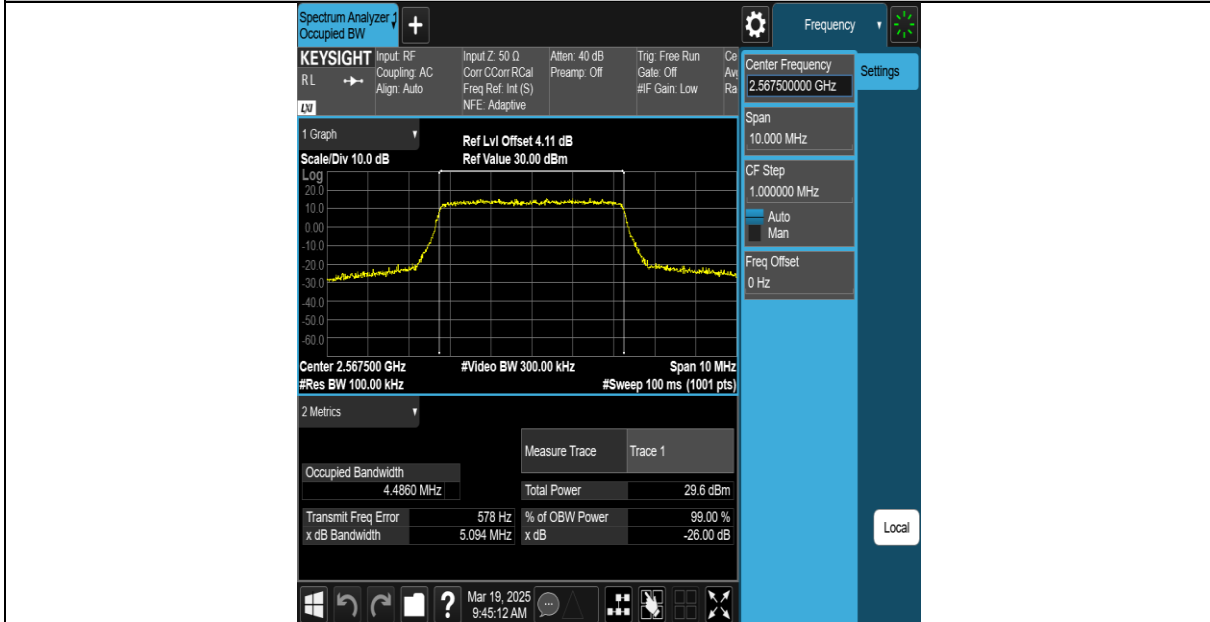 Spectrum Analyzer 1
Occupied BW
+
Frequency
KEYSIGHT
RL
LXI
Input: RF
Coupling: AC
Align: Auto
Input Z: 50 Ω
Corr CCorr RCal
Freq Ref: Int (S)
NFE: Adaptive
Atten: 40 dB
Preamp: Off
Trig: Free Run
Gate: Off
#IF Gain: Low
Ce
Avg
Ra
1 Graph
Scale/Div 10.0 dB
Ref Lvl Offset 4.11 dB
Ref Value 30.00 dBm
Log
20.0
10.0
0.00
-10.0
-20.0
-30.0
-40.0
-50.0
-60.0
Center 2.567500 GHz
#Video BW 300.00 kHz
Span 10 MHz
#Res BW 100.00 kHz
#Sweep 100 ms (1001 pts)
2 Metrics
Measure Trace
Trace 1
Occupied Bandwidth
4.4860 MHz
Total Power
29.6 dBm
Transmit Freq Error
578 Hz
% of OBW Power
99.00 %
x dB Bandwidth
5.094 MHz
x dB
-26.00 dB
?
Mar 19, 2025
9:45:12 AM
Center Frequency
2.567500000 GHz
Settings
Span
10.000 MHz
CF Step
1.000000 MHz
Auto
Man
Freq Offset
0 Hz
Local